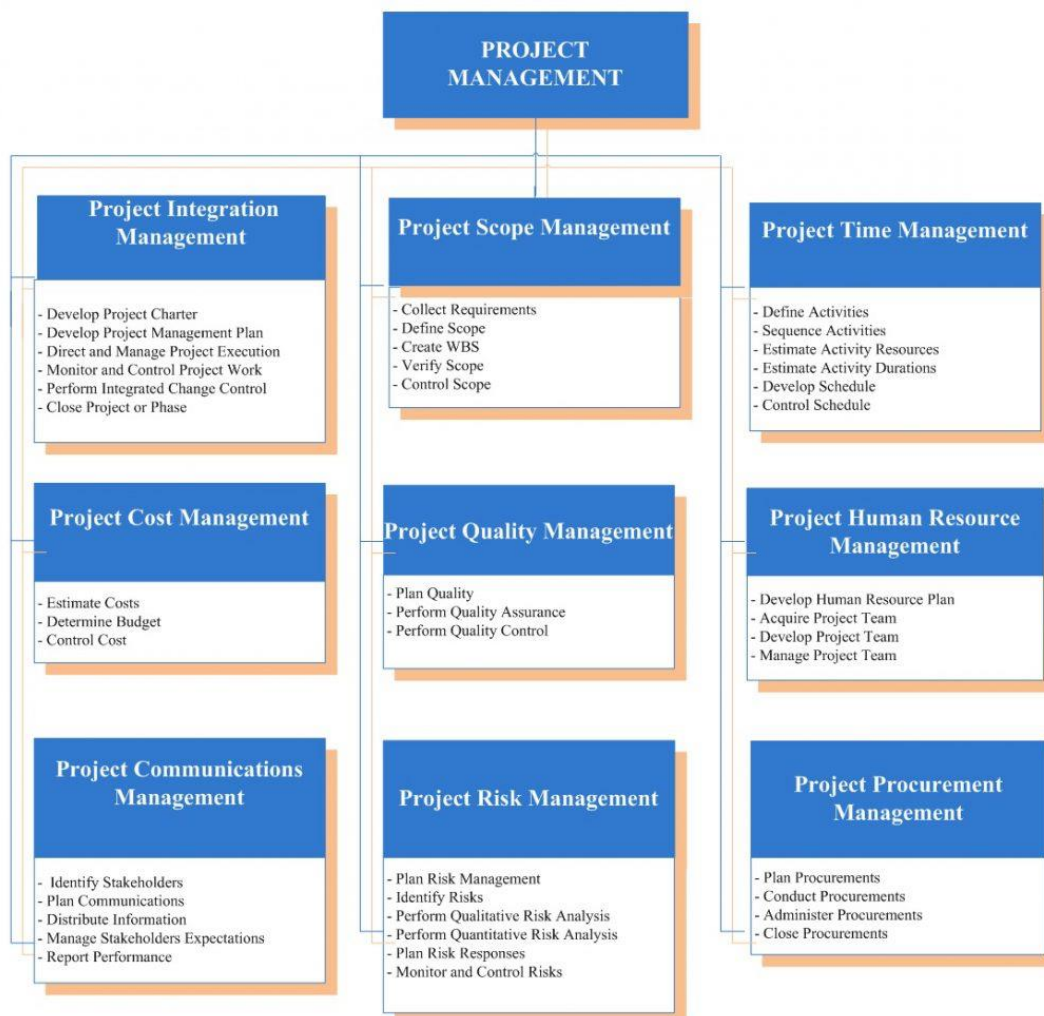 PROJECT
MANAGEMENT
Project Integration
Management
- Develop Project Charter
- Develop Project Management Plan
- Direct and Manage Project Execution
- Monitor and Control Project Work
- Perform Integrated Change Control
- Close Project or Phase
Project Scope Management
- Collect Requirements
- Define Scope
- Create WBS
- Verify Scope
- Control Scope
Project Time Management
- Define Activities
- Sequence Activities
- Estimate Activity Resources
- Estimate Activity Durations
- Develop Schedule
- Control Schedule
Project Cost Management
- Estimate Costs
- Determine Budget
- Control Cost
Project Quality Management
- Plan Quality
- Perform Quality Assurance
- Perform Quality Control
Project Human Resource
Management
- Develop Human Resource Plan
- Acquire Project Team
- Develop Project Team
- Manage Project Team
Project Communications
Management
- Identify Stakeholders
- Plan Communications
- Distribute Information
- Manage Stakeholders Expectations
- Report Performance
Project Risk Management
- Plan Risk Management
- Identify Risks
- Perform Qualitative Risk Analysis
- Perform Quantitative Risk Analysis
- Plan Risk Responses
- Monitor and Control Risks
Project Procurement
Management
- Plan Procurements
- Conduct Procurements
- Administer Procurements
- Close Procurements